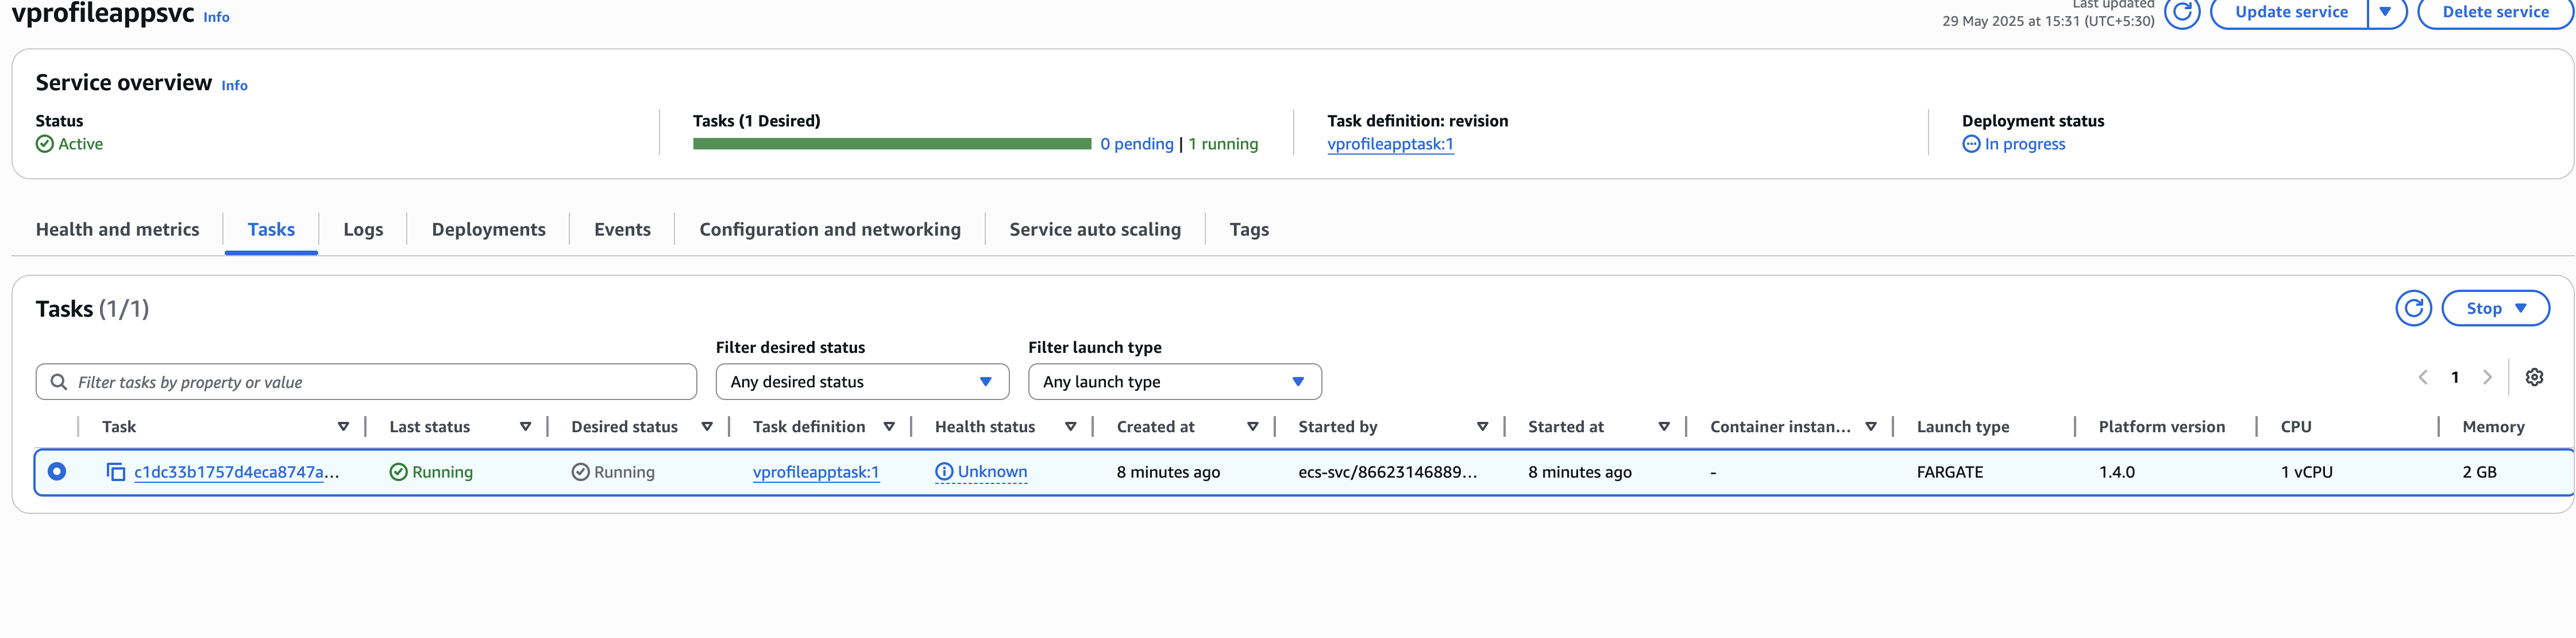 vprofileappsvc Info
Last updated
29 May 2025 at 15:31 (UTC+5:30)
Update service
Delete service
Service overview Info
Status
Active
Tasks (1 Desired)
0 pending | 1 running
Task definition: revision
vprofileapptask:1
Deployment status
In progress
Health and metrics Tasks Logs Deployments Events Configuration and networking Service auto scaling Tags
Tasks (1/1)
Stop
Filter desired status Filter launch type
Filter tasks by property or value Any desired status Any launch type
1
Task Last status Desired status Task definition Health status Created at Started by Started at Container instan... Launch type Platform version CPU Memory
c1dc33b1757d4eca8747a... Running Running vprofileapptask:1 Unknown 8 minutes ago ecs-svc/86623146889... 8 minutes ago - FARGATE 1.4.0 1 vCPU 2 GB